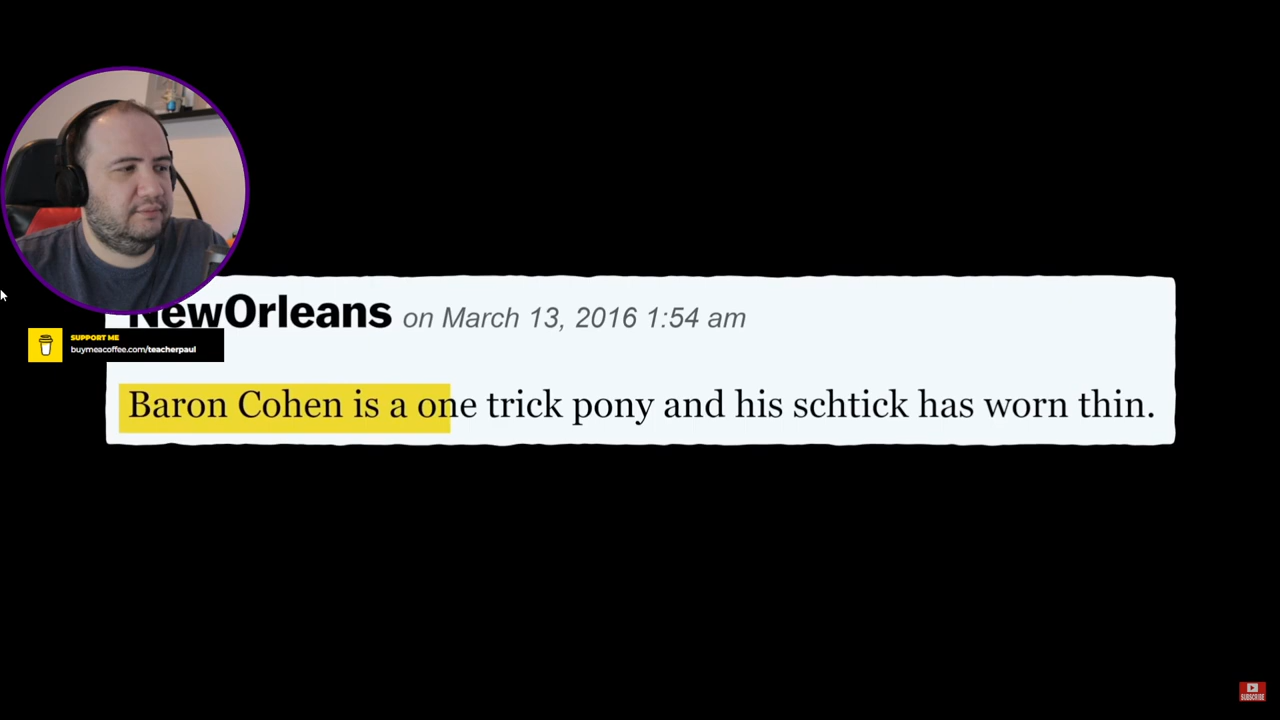 NewOrleans on March 13, 2016 1:54 am
SUPPORT ME
buymeacoffee.com/teacherpaul
Baron Cohen is a one trick pony and his schtick has worn thin.
SUBSCRIBE